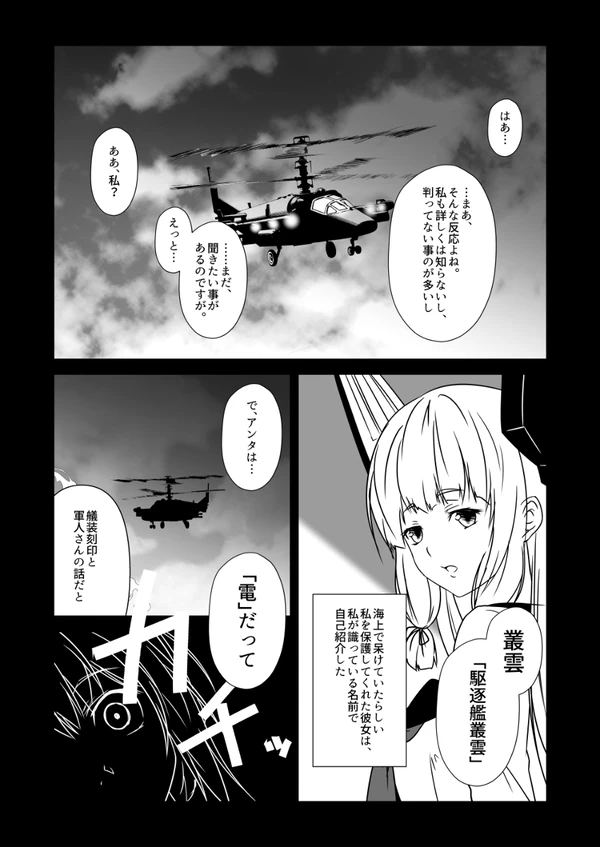 はあ…
…まあ、
そんな反応よね。
私も詳しくは知らないし、
判ってない事のが多いし
……まだ、
聞きたい事が
あるのですが。
えっと…
ああ、私？
叢雲
「駆逐艦叢雲」
海上で呆けていたらしい
私を保護してくれた彼女は、
私が識っている名前で
自己紹介した
で、アンタは…
艤装刻印と
軍人さんの話だと
「電」だって
ガチッ